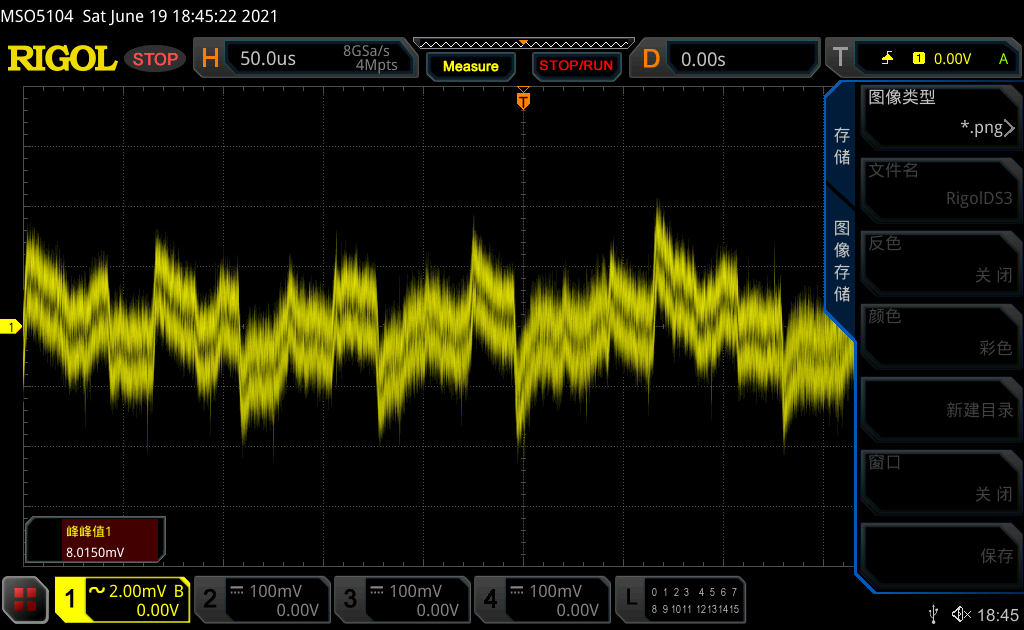 MSO5104 Sat June 19 18:45:22 2021
RIGOL STOP H 50.0us 8GSa/s 4Mpts Measure STOP/RUN D 0.00s T 1 0.00V A
T
存储
图像存储
图像类型
*.png
文件名
RigolDS3
反色
关闭
颜色
彩色
新建目录
窗口
关闭
保存
1
峰峰值1
8.0150mV
1 2.00mV B
0.00V
2 100mV
0.00V
3 100mV
0.00V
4 100mV
0.00V
L 0 1 2 3 4 5 6 7
8 9 10 11 12 13 14 15
18:45